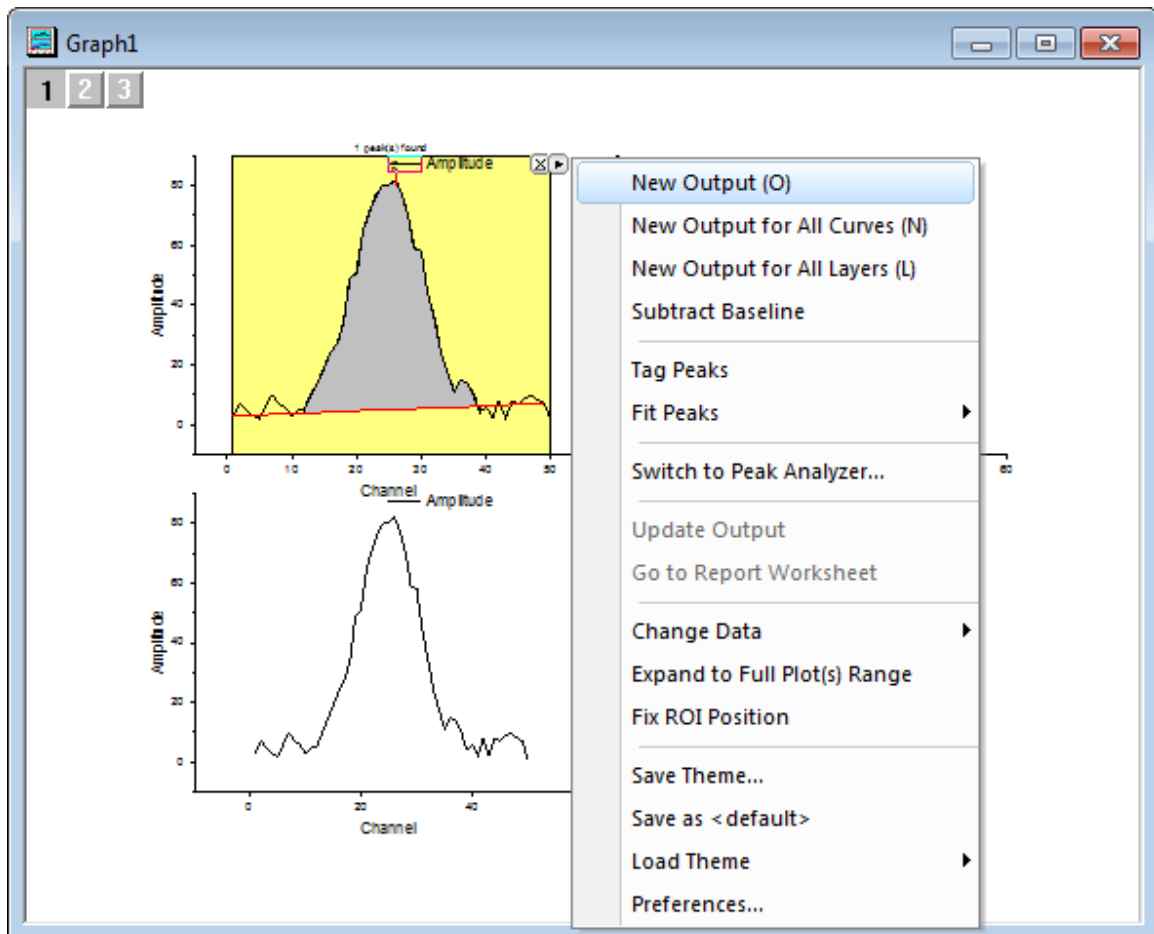 Graph1
1 2 3
1 peak(s) found
Amplitude
80
60
40
20
0
Amplitude
0 10 20 30 40 50 60
Channel
Amplitude
80
60
40
20
0
Amplitude
0 20 40
Channel
New Output (O)
New Output for All Curves (N)
New Output for All Layers (L)
Subtract Baseline
Tag Peaks
Fit Peaks
Switch to Peak Analyzer...
Update Output
Go to Report Worksheet
Change Data
Expand to Full Plot(s) Range
Fix ROI Position
Save Theme...
Save as <default>
Load Theme
Preferences...